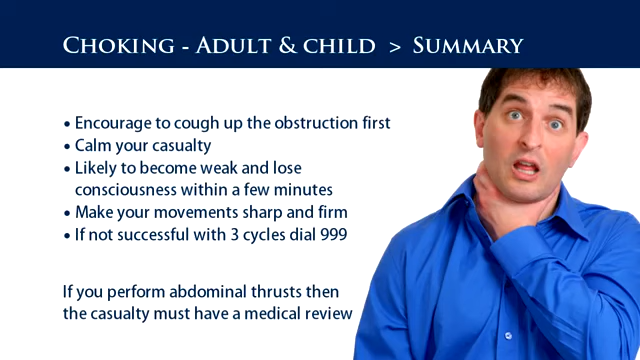 CHOKING - ADULT & CHILD > SUMMARY
• Encourage to cough up the obstruction first
• Calm your casualty
• Likely to become weak and lose
consciousness within a few minutes
• Make your movements sharp and firm
• If not successful with 3 cycles dial 999
If you perform abdominal thrusts then
the casualty must have a medical review